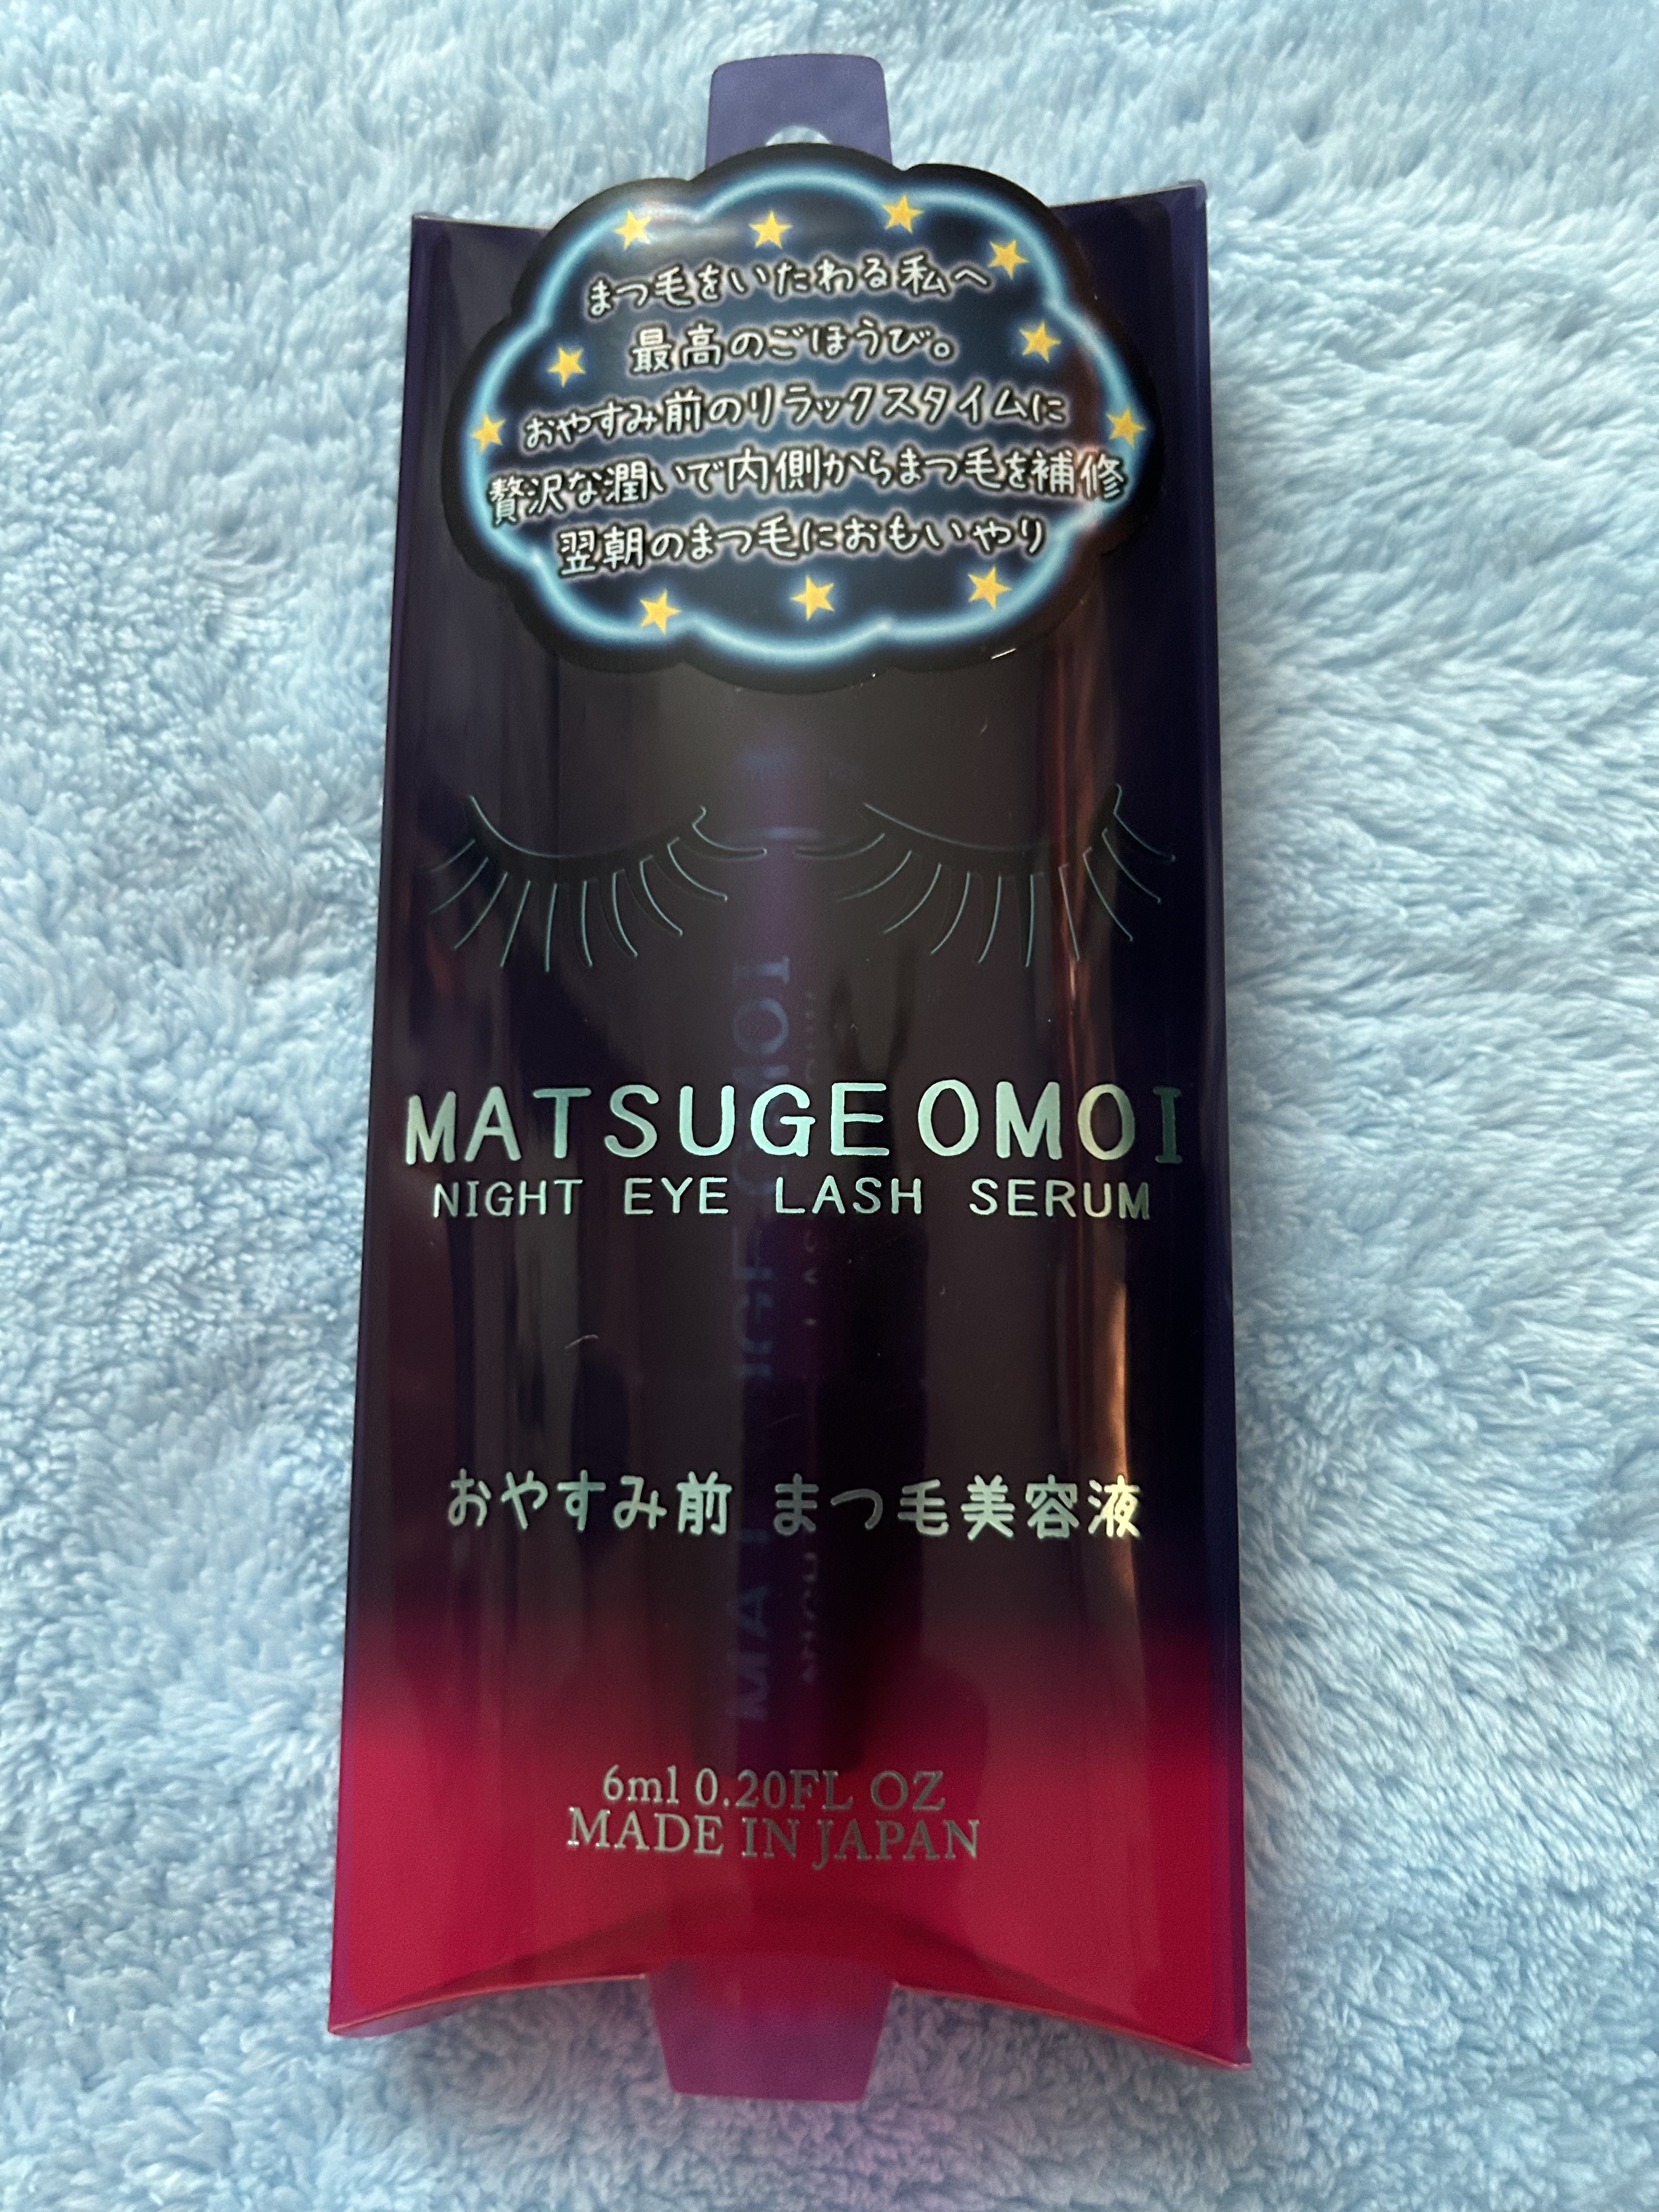 まつ毛をいたわる私へ
最高のごほうび。
おやすみ前のリラックスタイムに
贅沢な潤いで内側からまつ毛を補修
翌朝のまつ毛におもいやり
MATSUGE OMOI
NIGHT EYE LASH SERUM
おやすみ前 まつ毛美容液
6ml 0.20FL OZ
MADE IN JAPAN